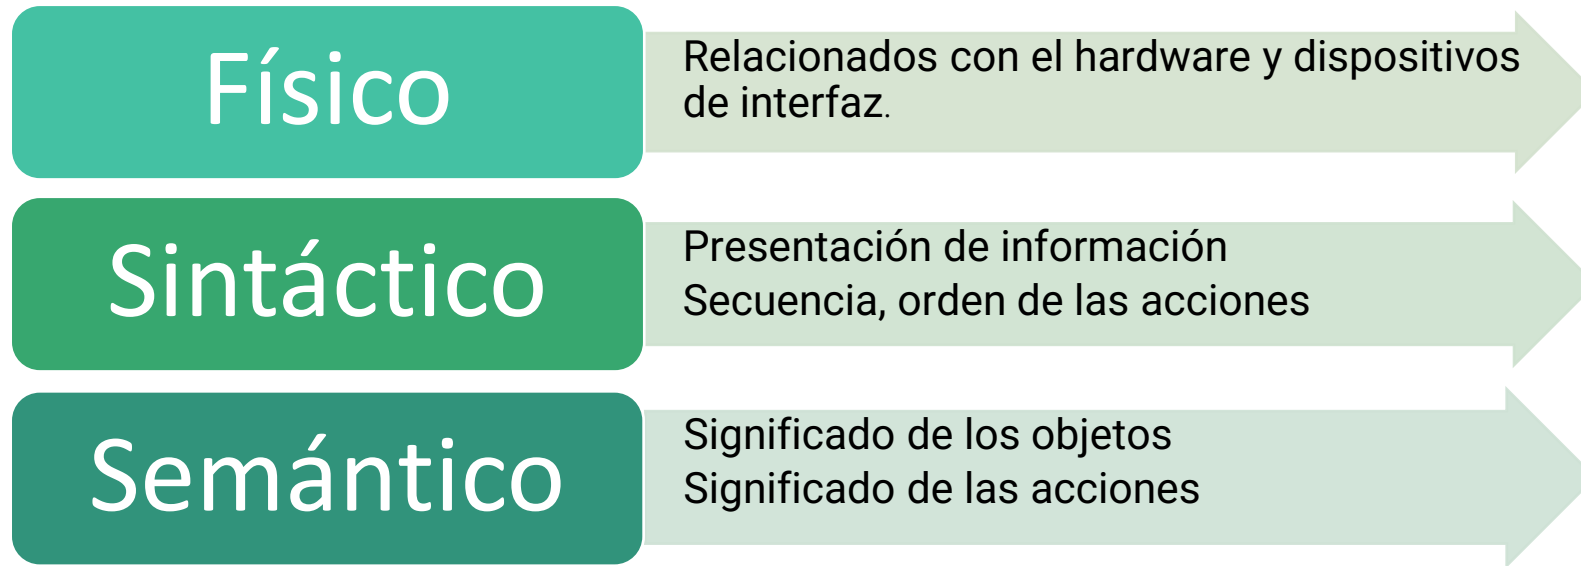 Físico
Relacionados con el hardware y dispositivos
de interfaz.
Sintáctico
Presentación de información
Secuencia, orden de las acciones
Semántico
Significado de los objetos
Significado de las acciones